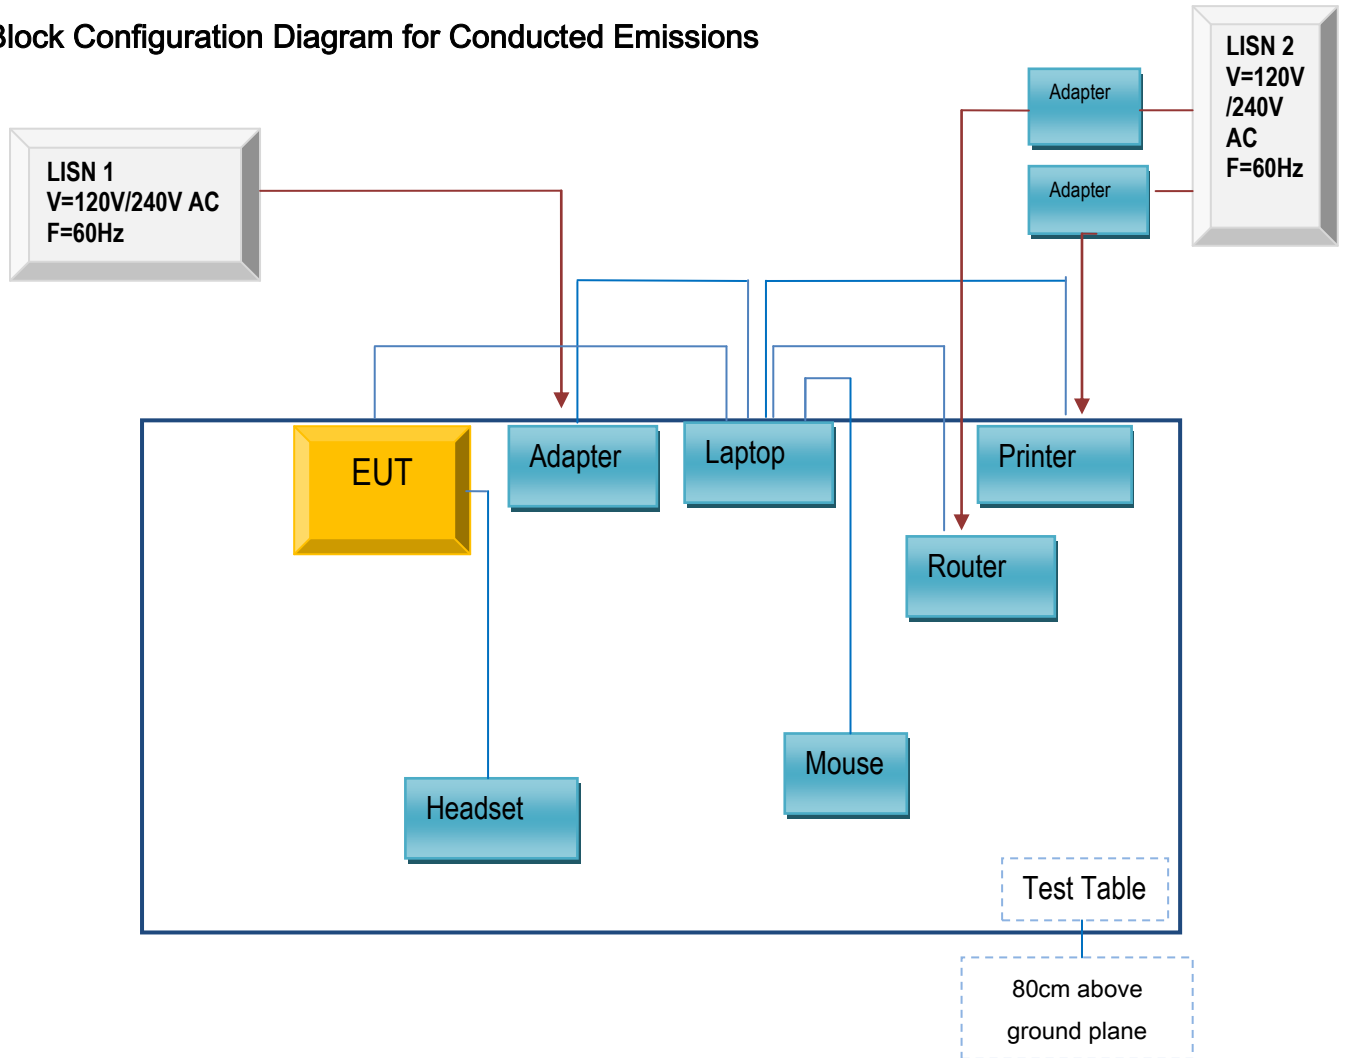 Block Configuration Diagram for Conducted Emissions
LISN 2
V=120V
/240V
AC
F=60Hz
Adapter
Adapter
LISN 1
V=120V/240V AC
F=60Hz
EUT
Adapter
Laptop
Printer
Router
Mouse
Headset
Test Table
80cm above
ground plane